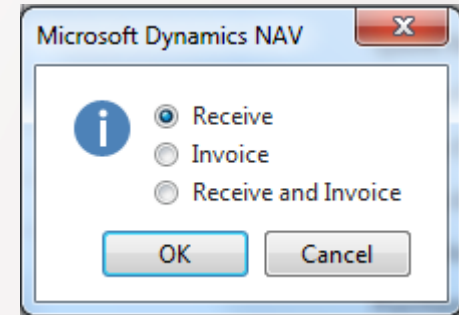 Microsoft Dynamics NAV
Receive
Invoice
Receive and Invoice
OK
Cancel